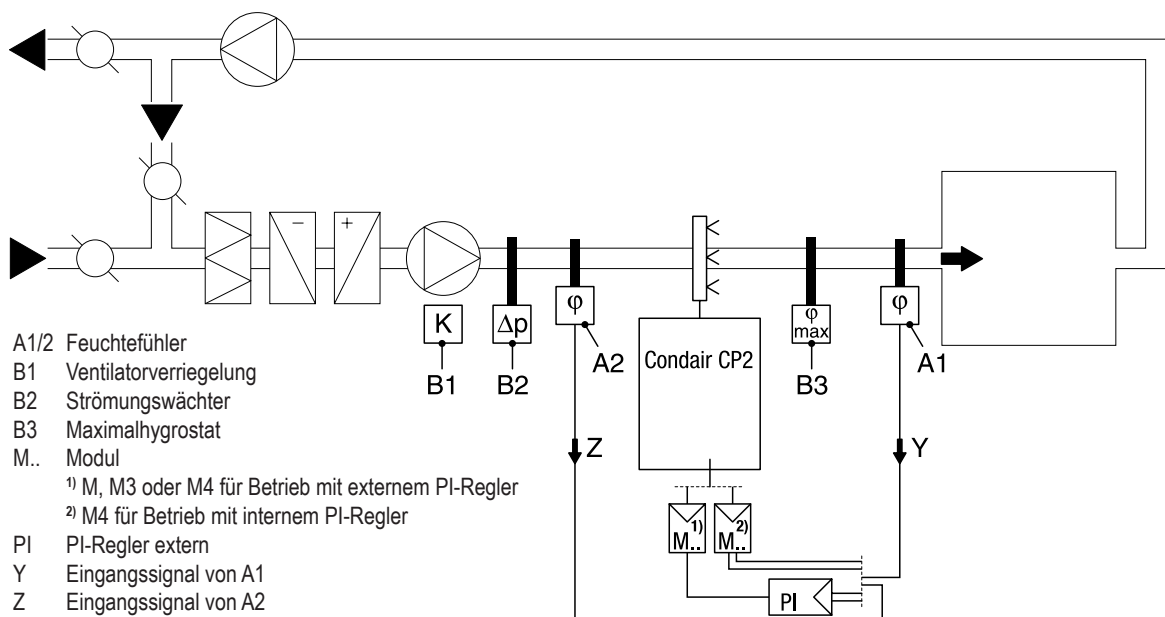 − +
K
B1
Δp
B2
φ
A2
Condair CP2
φ
max
B3
φ
A1
Z
Y
M.. 1)
M.. 2)
PI
A1/2 Feuchtefühler
B1 Ventilatorverriegelung
B2 Strömungswächter
B3 Maximalhygrostat
M.. Modul
1) M, M3 oder M4 für Betrieb mit externem PI-Regler
2) M4 für Betrieb mit internem PI-Regler
PI PI-Regler extern
Y Eingangssignal von A1
Z Eingangssignal von A2